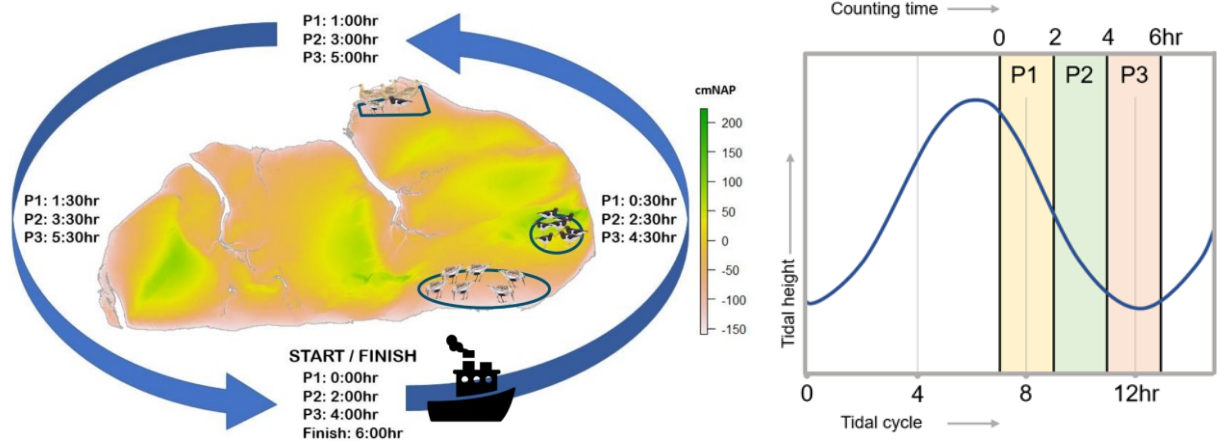 P1: 1:00hr
P2: 3:00hr
P3: 5:00hr
P1: 1:30hr
P2: 3:30hr
P3: 5:30hr
P1: 0:30hr
P2: 2:30hr
P3: 4:30hr
START / FINISH
P1: 0:00hr
P2: 2:00hr
P3: 4:00hr
Finish: 6:00hr
cmNAP
200
150
100
50
0
-50
-100
-150
Counting time
0 2 4 6hr
P1 P2 P3
Tidal height
0 4 8 12hr
Tidal cycle